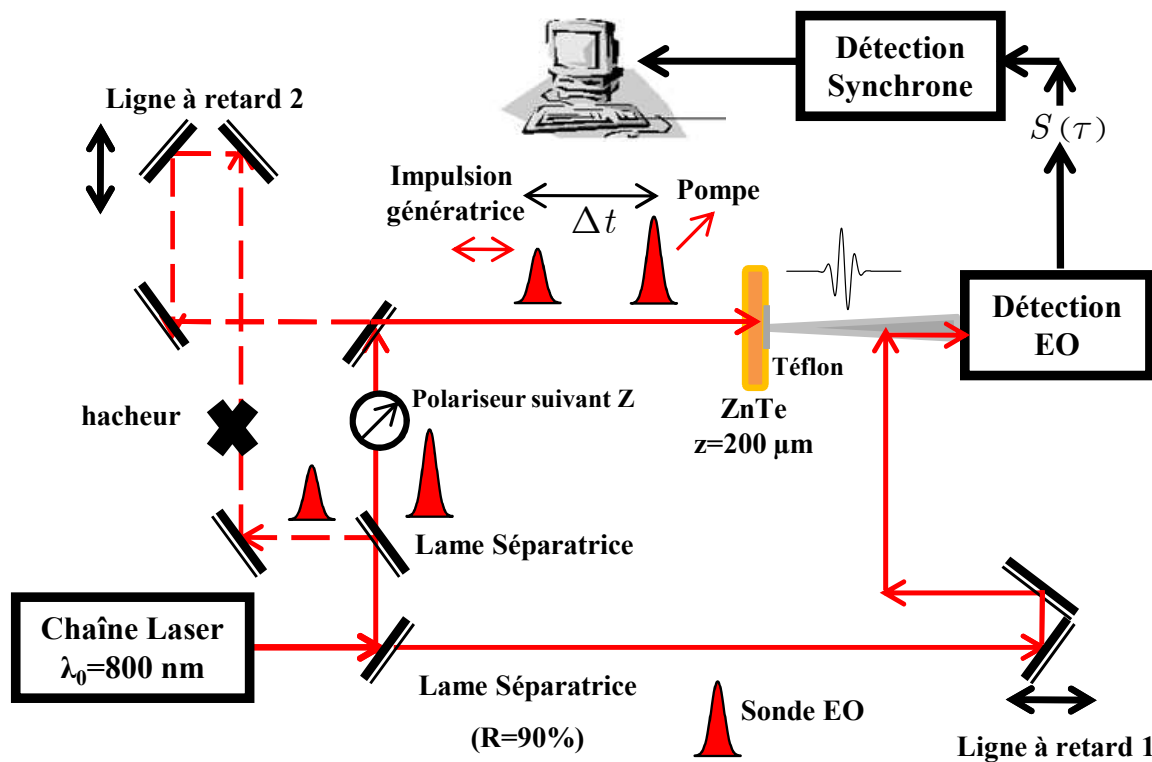 Détection
Synchrone
Ligne à retard 2
S(τ)
Impulsion
génératrice
Pompe
Δt
Détection
EO
Téflon
ZnTe
z=200 µm
hacheur
Polariseur suivant Z
Lame Séparatrice
Chaîne Laser
λ₀=800 nm
Lame Séparatrice
(R=90%)
Sonde EO
Ligne à retard 1